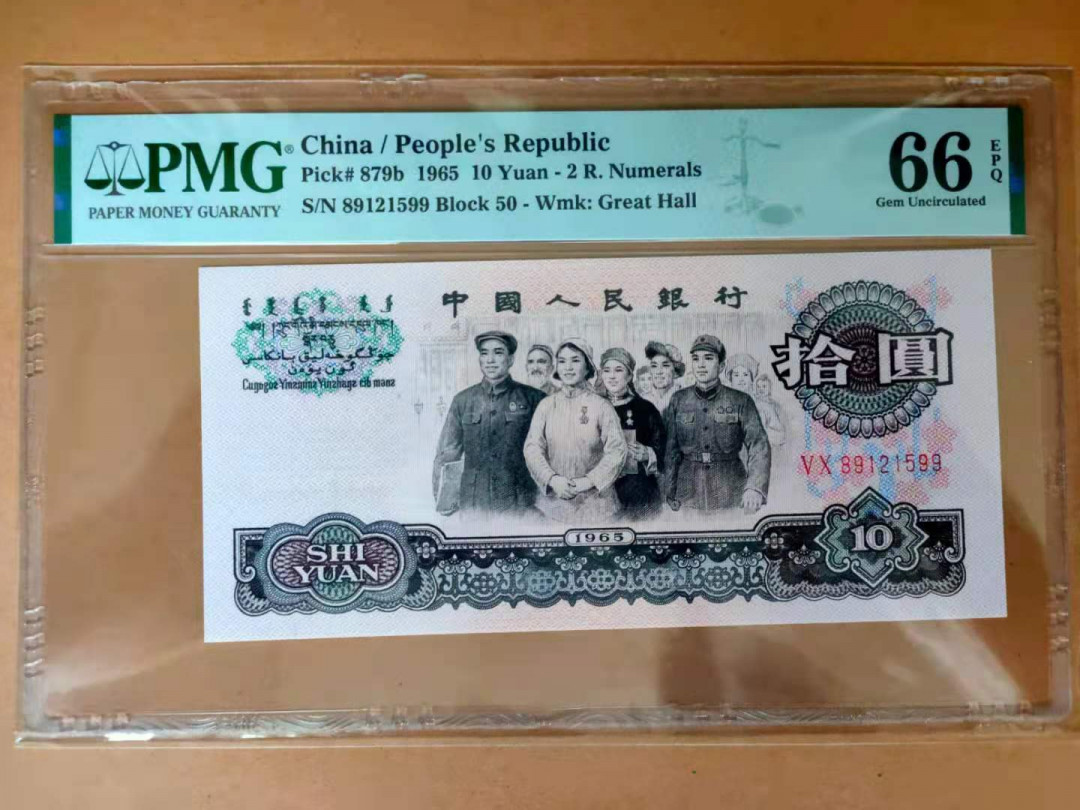 PMG®
PAPER MONEY GUARANTY
China / People's Republic
Pick# 879b 1965 10 Yuan - 2 R. Numerals
S/N 89121599 Block 50 - Wmk: Great Hall
66 EPQ
Gem Uncirculated
中國人民銀行
拾圓
VX 89121599
1965
SHI
YUAN
10